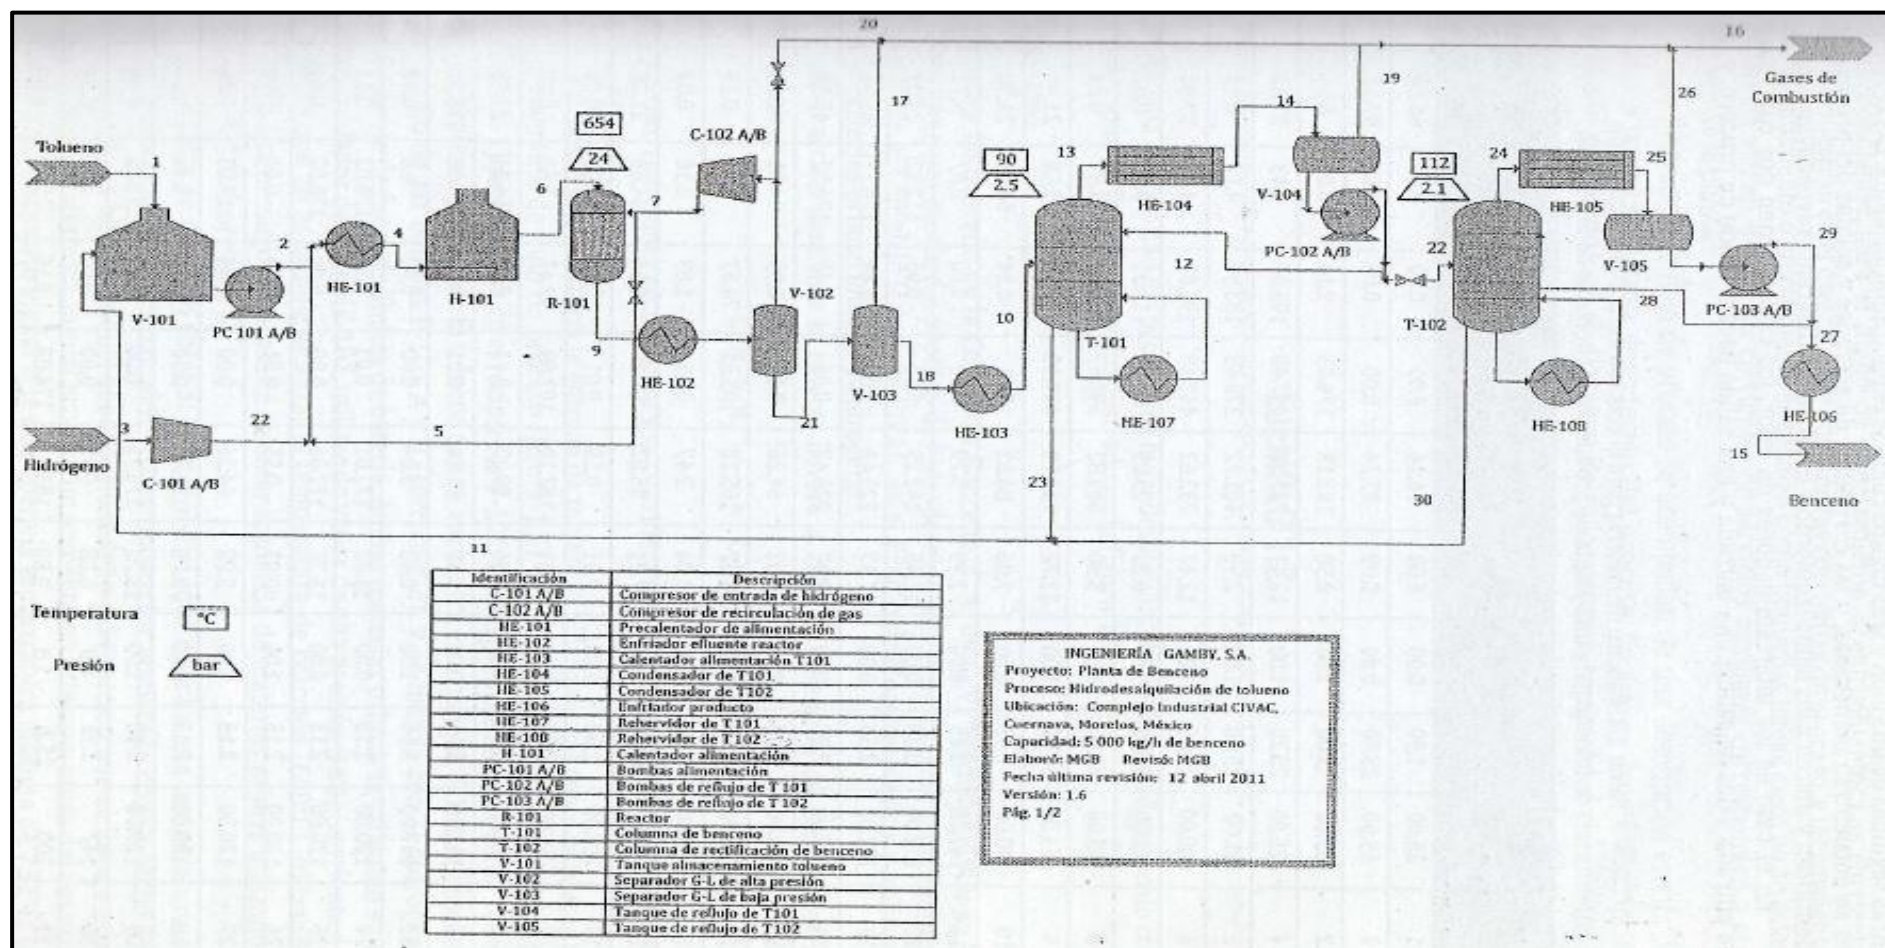 20
16
19
Gases de
Combustión
26
17
14
C-102 A/B
654
24
Tolueno
1
6
7
90
2.5
13
HE-104
V-104
PC-102 A/B
112
2.1
24
25
HE-105
29
V-105
PC-103 A/B
2
4
HE-101
H-101
R-101
V-101
PC 101 A/B
9
HE-102
V-102
V-103
18
21
10
HE-103
12
T-101
HE-107
22
T-102
28
27
HE-108
HE-106
15
Benceno
3
22
5
Hidrógeno
C-101 A/B
23
30
11
Temperatura
°C
Presión
bar
Identificación Descripción
C-101 A/B Compresor de entrada de hidrógeno
C-102 A/B Compresor de recirculación de gas
HE-101 Precalentador de alimentación
HE-102 Enfriador efluente reactor
HE-103 Calentador alimentación T101
HE-104 Condensador de T101
HE-105 Condensador de T102
HE-106 Enfriador producto
HE-107 Rehervidor de T 101
HE-108 Rehervidor de T 102
H-101 Calentador alimentación
PC-101 A/B Bombas alimentación
PC-102 A/B Bombas de reflujo de T 101
PC-103 A/B Bombas de reflujo de T 102
R-101 Reactor
T-101 Columna de benceno
T-102 Columna de rectificación de benceno
V-101 Tanque almacenamiento tolueno
V-102 Separador G-L de alta presión
V-103 Separador G-L de baja presión
V-104 Tanque de reflujo de T101
V-105 Tanque de reflujo de T102
INGENIERÍA GAMBY, S.A.
Proyecto: Planta de Benceno
Proceso: Hidrodesalquilación de tolueno
Ubicación: Complejo Industrial CIVAC,
Cuernava, Morelos, México
Capacidad: 5 000 kg/h de benceno
Elaboró: MGB Revisó: MGB
Fecha última revisión: 12 abril 2011
Versión: 1.6
Pág. 1/2